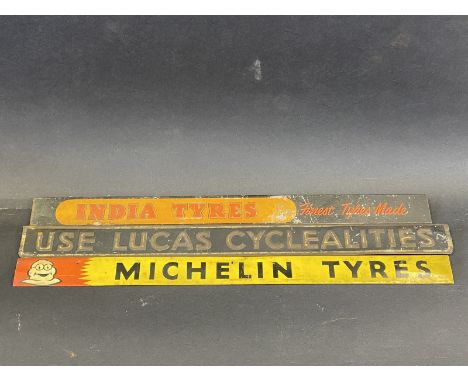 INDIA TYRES Finest Tyres Made
USE LUCAS CYCLEALITIES
MICHELIN TYRES